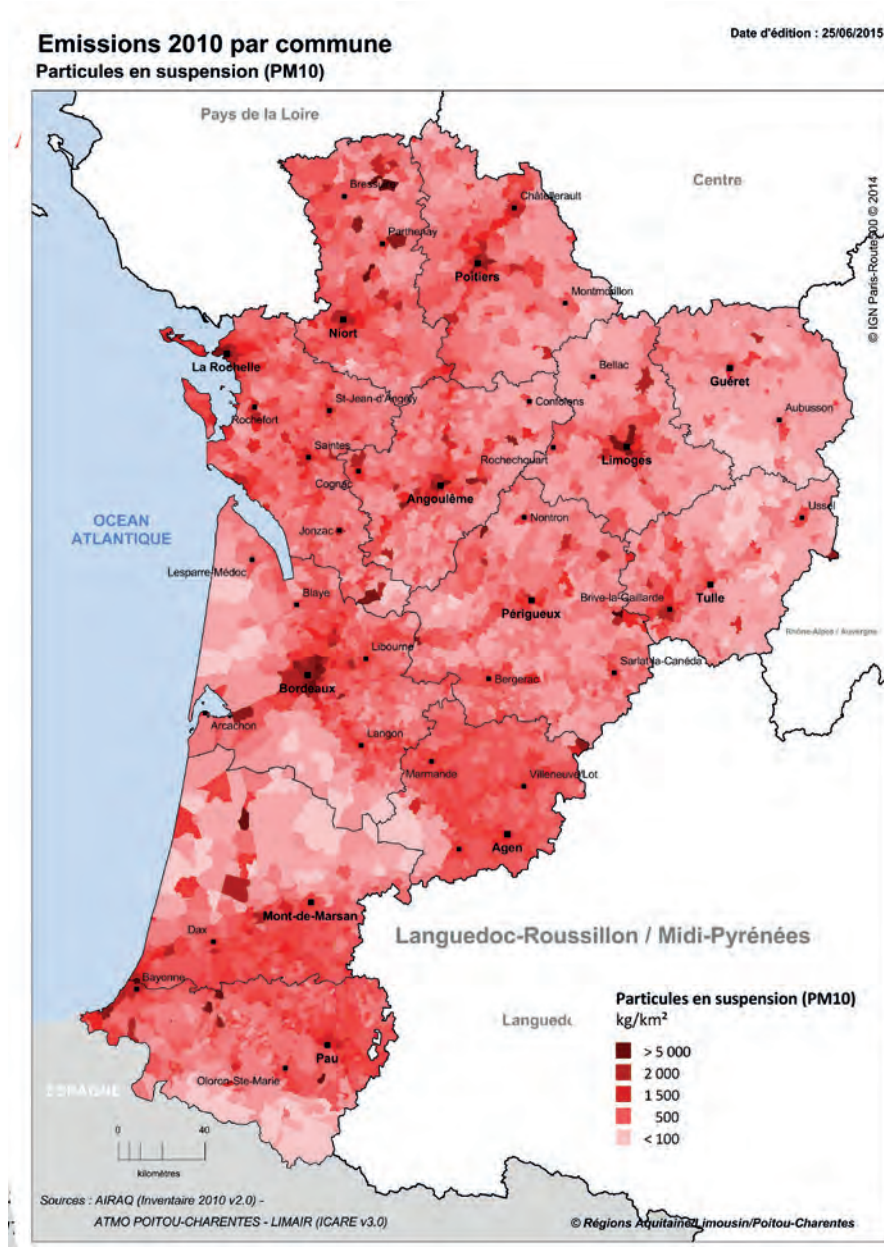 Emissions 2010 par commune
Date d'édition : 25/06/2015
Particules en suspension (PM10)
Pays de la Loire
Centre
© IGN Paris-Route500 © 2014
Bressuire
Châtellerault
Parthenay
Poitiers
Montmorillon
Niort
La Rochelle
Bellac
Guéret
St-Jean-d'Angély
Confolens
Rochefort
Aubusson
Saintes
Rochechouart
Limoges
Cognac
Angoulême
OCEAN
ATLANTIQUE
Jonzac
Nontron
Ussel
Lesparre-Médoc
Blaye
Périgueux
Brive-la-Gaillarde
Tulle
Rhône-Alpes / Auvergne
Libourne
Bordeaux
Bergerac
Sarlat-la-Canéda
Arcachon
Langon
Marmande
Villeneuve/Lot
Agen
Mont-de-Marsan
Dax
Languedoc-Roussillon / Midi-Pyrénées
Bayonne
Particules en suspension (PM10)
kg/km²
Langued
Pau
> 5 000
2 000
1 500
500
< 100
Oloron-Ste-Marie
ESPAGNE
0 40
kilomètres
Sources : AIRAQ (Inventaire 2010 v2.0) -
ATMO POITOU-CHARENTES - LIMAIR (ICARE v3.0)
© Régions Aquitaine/Limousin/Poitou-Charentes